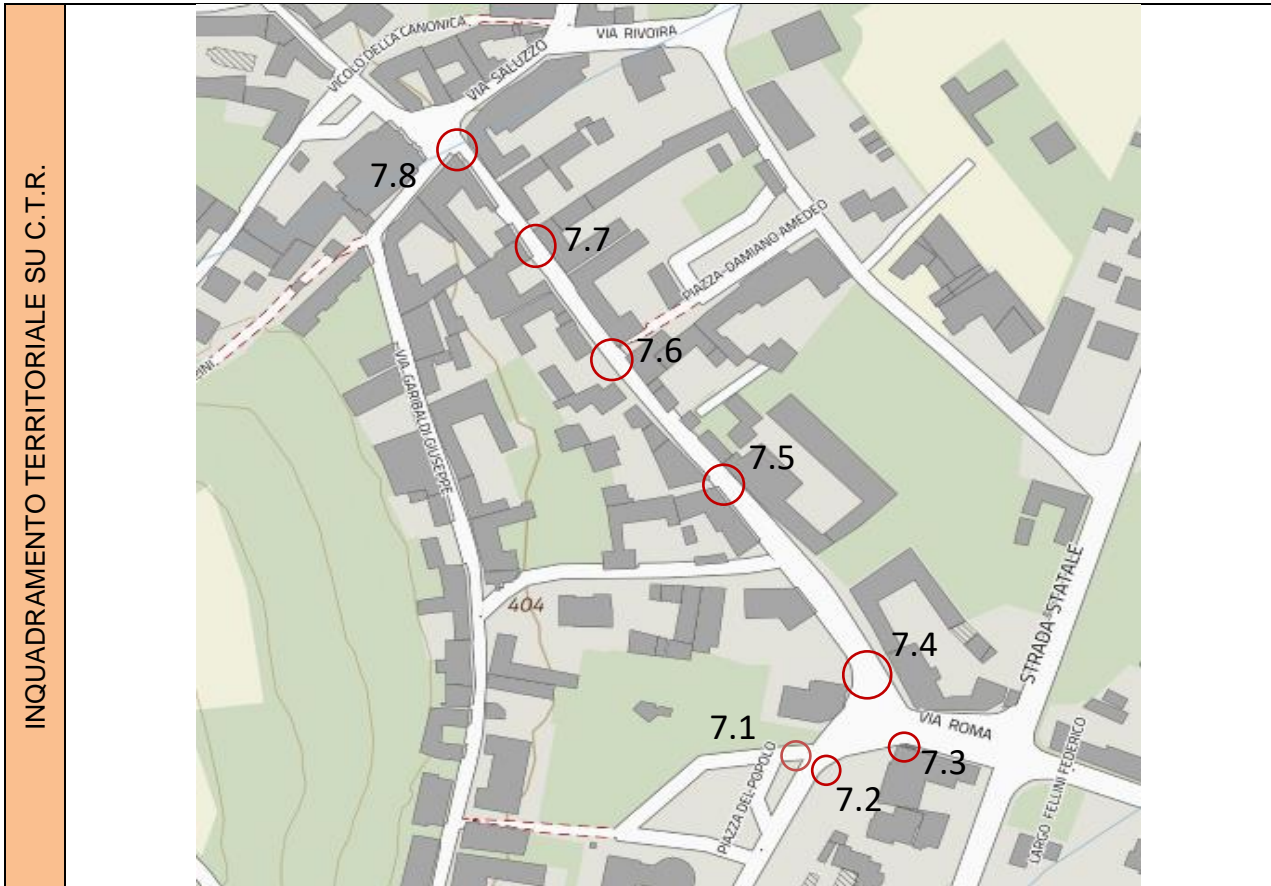 INQUADRAMENTO TERRITORIALE SU C.T.R.
VICOLO DELLA CANONICA
VIA RIVOIRA
VIA SALUZZO
7.8
7.7
PIAZZA DAMIANO AMEDEO
7.6
VIA GARIBALDI GIUSEPPE
7.5
404
STRADA STATALE
7.4
VIA ROMA
7.1
7.3
7.2
PIAZZA DEL POPOLO
LARGO FELLINI FEDERICO